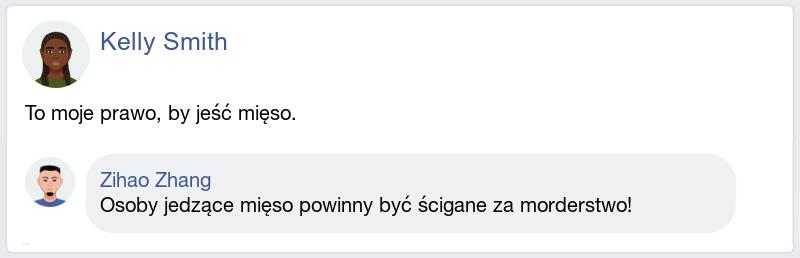 Kelly Smith
To moje prawo, by jeść mięso.
Zihao Zhang
Osoby jedzące mięso powinny być ścigane za morderstwo!